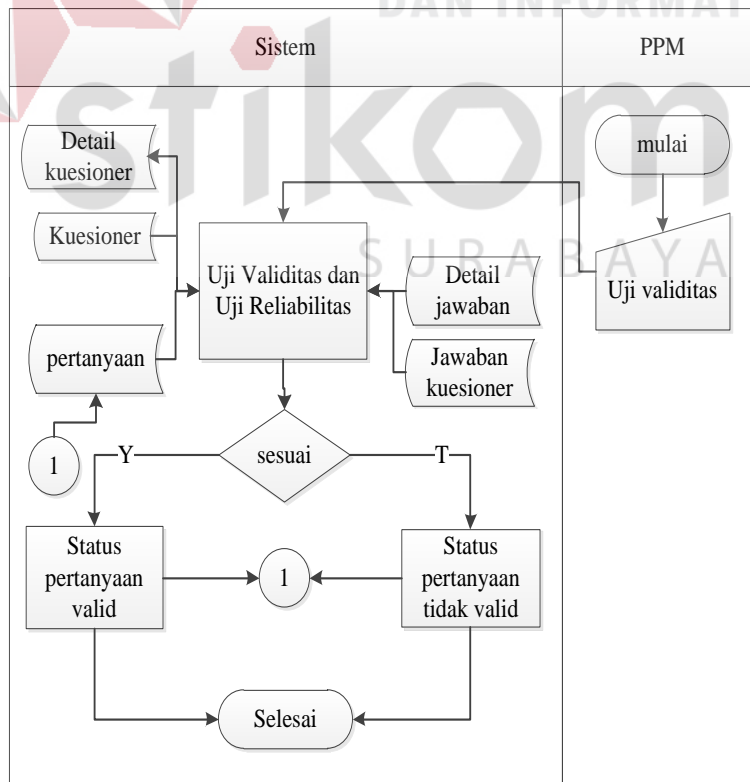 DAN INFORMAT
Sistem
PPM
stikom
SURABAYA
mulai
Detail
kuesioner
Kuesioner
Uji Validitas dan
Uji Reliabilitas
Detail
jawaban
Uji validitas
pertanyaan
Jawaban
kuesioner
1
Y
sesuai
T
Status
pertanyaan
valid
1
Status
pertanyaan
tidak valid
Selesai